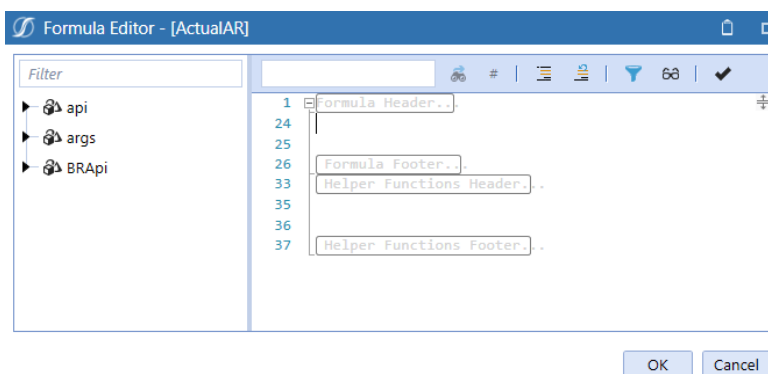 Formula Editor - [ActualAR]
Filter
#
api
args
BRApi
1 Formula Header...
24
25
26 Formula Footer...
33 Helper Functions Header...
35
36
37 Helper Functions Footer...
OK Cancel